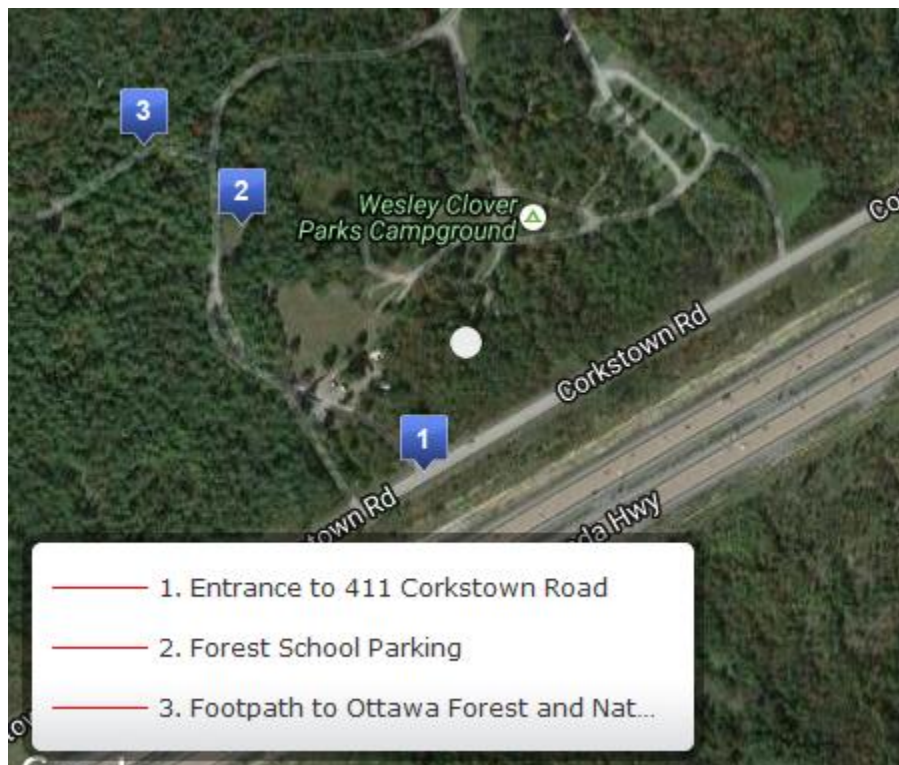 3
2
Wesley Clover
Parks Campground
Co
Corkstown Rd
1
town Rd
da Hwy
1. Entrance to 411 Corkstown Road
2. Forest School Parking
3. Footpath to Ottawa Forest and Nat...